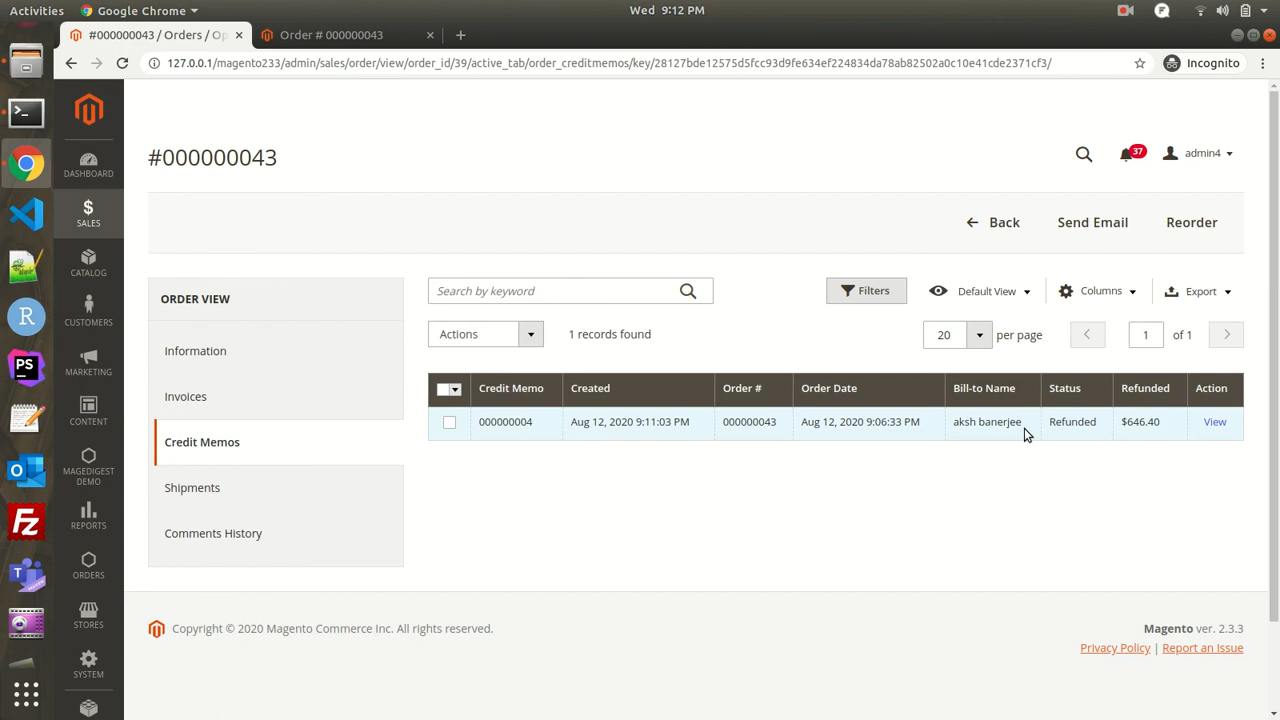 Activities
Google Chrome
Wed 9:12 PM
#000000043 / Orders / Op
Order # 000000043
127.0.0.1/magento233/admin/sales/order/view/order_id/39/active_tab/order_creditmemos/key/28127bde12575d5fcc93d9fe634ef224834da78ab82502a0c10e41cde2371cf3/
Incognito
#000000043
37
admin4
DASHBOARD
SALES
CATALOG
CUSTOMERS
MARKETING
CONTENT
MAGEDIGEST
DEMO
REPORTS
ORDERS
STORES
SYSTEM
Back
Send Email
Reorder
ORDER VIEW
Information
Invoices
Credit Memos
Shipments
Comments History
Search by keyword
Filters
Default View
Columns
Export
Actions
1 records found
20
per page
1
of 1
Credit Memo Created Order # Order Date Bill-to Name Status Refunded Action
000000004 Aug 12, 2020 9:11:03 PM 000000043 Aug 12, 2020 9:06:33 PM aksh banerjee Refunded $646.40 View
Copyright © 2020 Magento Commerce Inc. All rights reserved.
Magento ver. 2.3.3
Privacy Policy | Report an Issue